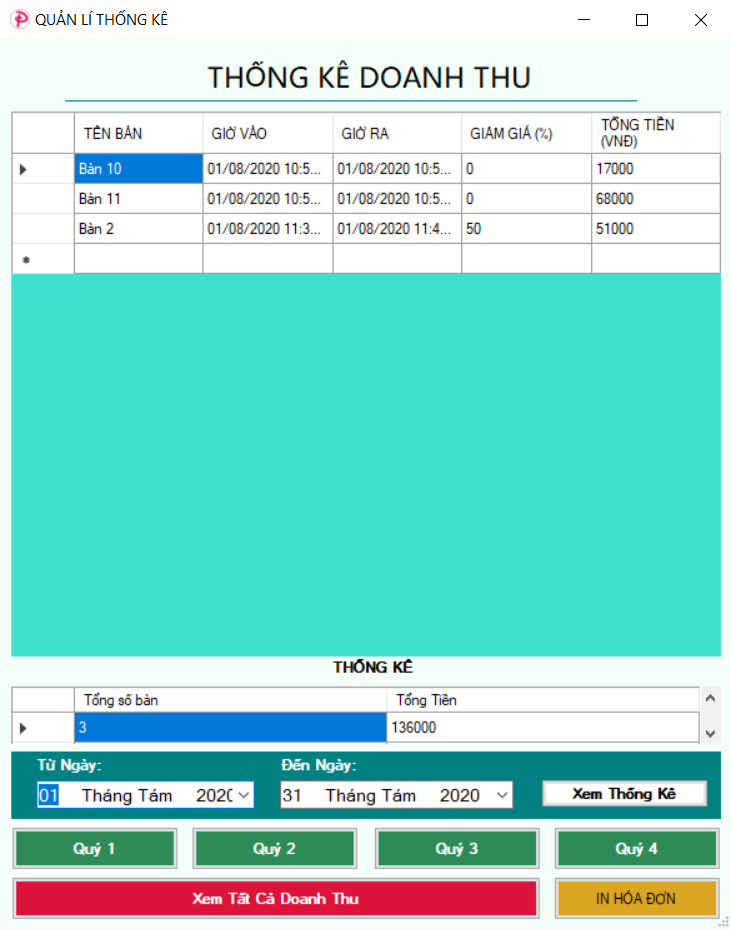 QUẢN LÍ THỐNG KÊ
THỐNG KÊ DOANH THU
TÊN BÀN GIỜ VÀO GIỜ RA GIẢM GIÁ (%) TỔNG TIỀN (VNĐ)
Bàn 10 01/08/2020 10:5... 01/08/2020 10:5... 0 17000
Bàn 11 01/08/2020 10:5... 01/08/2020 10:5... 0 68000
Bàn 2 01/08/2020 11:3... 01/08/2020 11:4... 50 51000
THỐNG KÊ
Tổng số bàn Tổng Tiền
3 136000
Từ Ngày: Đến Ngày:
01 Tháng Tám 2020 31 Tháng Tám 2020 Xem Thống Kê
Quý 1 Quý 2 Quý 3 Quý 4
Xem Tất Cả Doanh Thu IN HÓA ĐƠN